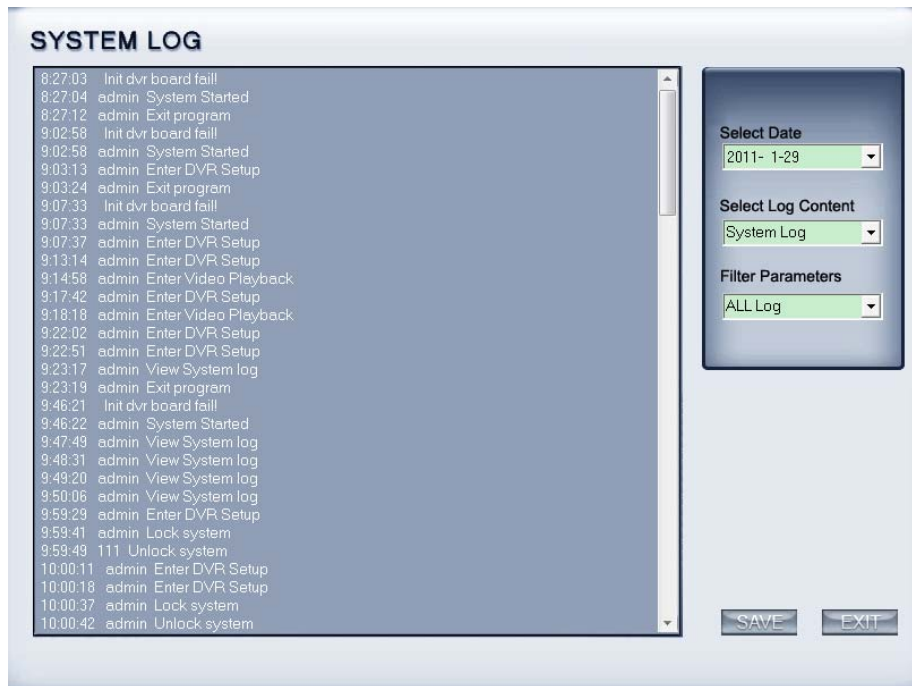 SYSTEM LOG
8:27:03 Init dvr board fail!
8:27:04 admin System Started
8:27:12 admin Exit program
9:02:58 Init dvr board fail!
9:02:58 admin System Started
9:03:13 admin Enter DVR Setup
9:03:24 admin Exit program
9:07:33 Init dvr board fail!
9:07:33 admin System Started
9:07:37 admin Enter DVR Setup
9:13:14 admin Enter DVR Setup
9:14:58 admin Enter Video Playback
9:17:42 admin Enter DVR Setup
9:18:18 admin Enter Video Playback
9:22:02 admin Enter DVR Setup
9:22:51 admin Enter DVR Setup
9:23:17 admin View System log
9:23:19 admin Exit program
9:46:21 Init dvr board fail!
9:46:22 admin System Started
9:47:49 admin View System log
9:48:31 admin View System log
9:49:20 admin View System log
9:50:06 admin View System log
9:59:29 admin Enter DVR Setup
9:59:41 admin Lock system
9:59:49 111 Unlock system
10:00:11 admin Enter DVR Setup
10:00:18 admin Enter DVR Setup
10:00:37 admin Lock system
10:00:42 admin Unlock system
Select Date
2011- 1-29
Select Log Content
System Log
Filter Parameters
ALL Log
SAVE
EXIT